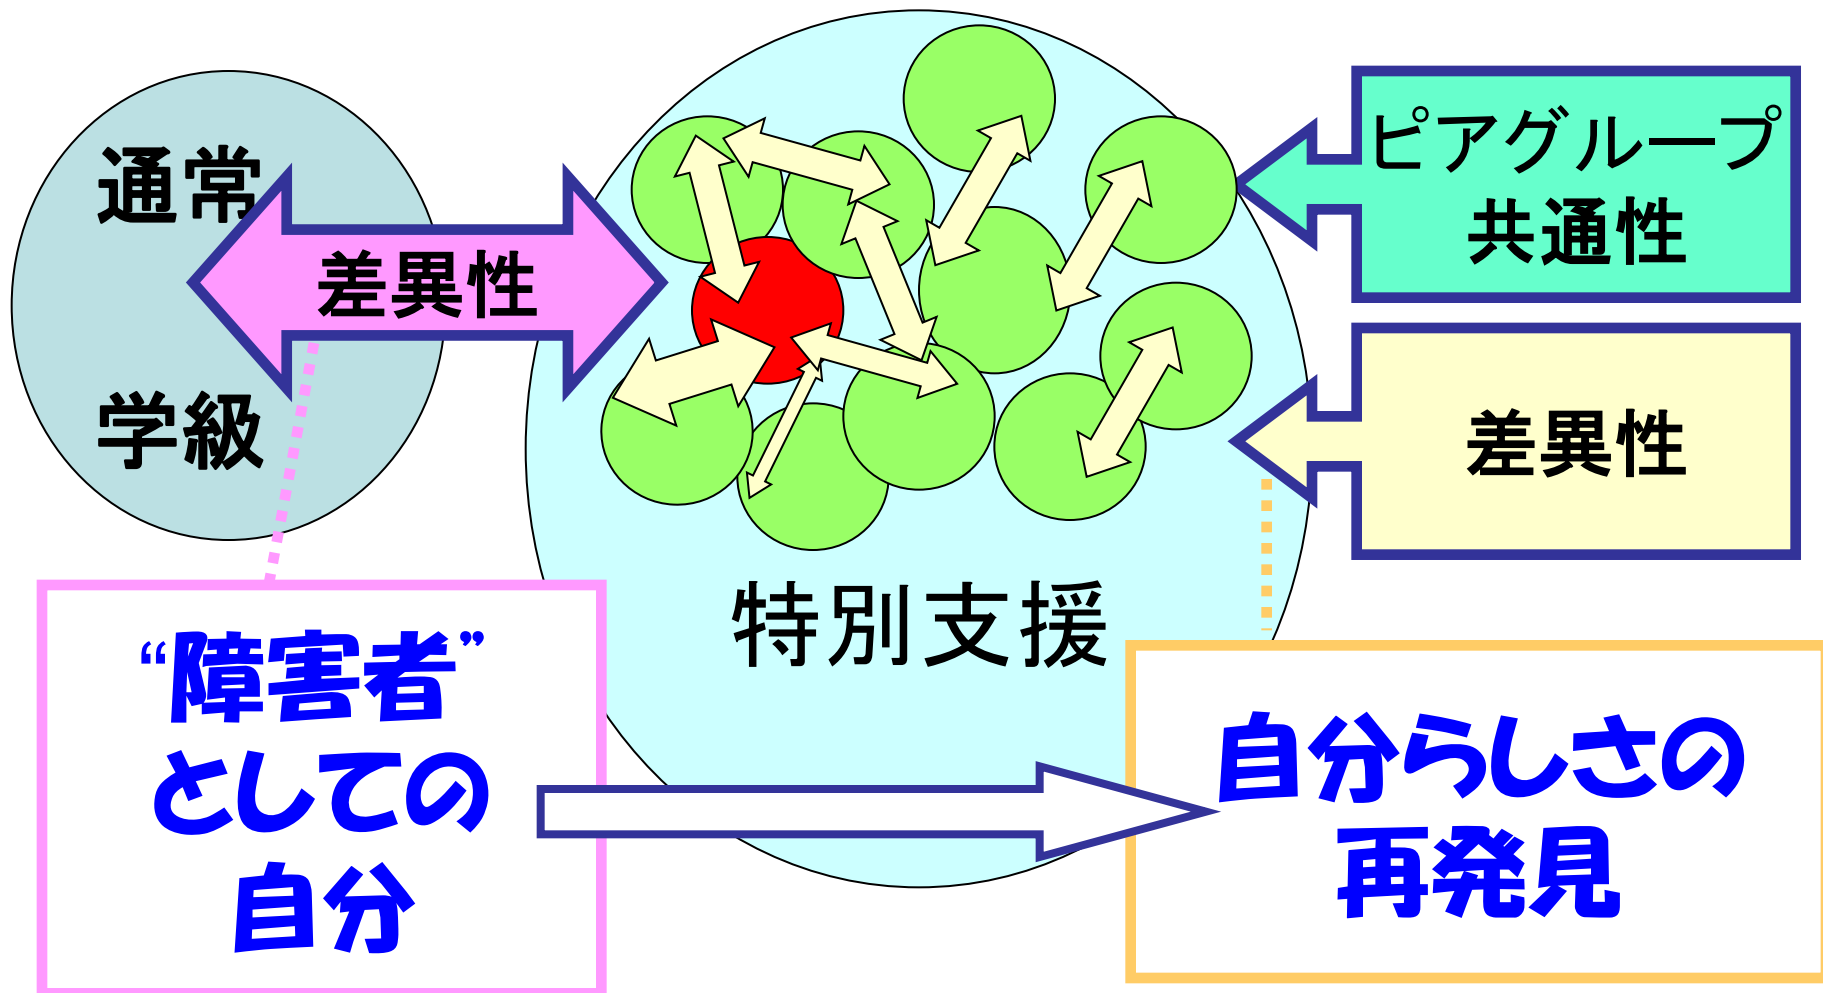 通常
学級
差異性
ピアグループ
共通性
差異性
特別支援
“障害者”
としての
自分
自分らしさの
再発見